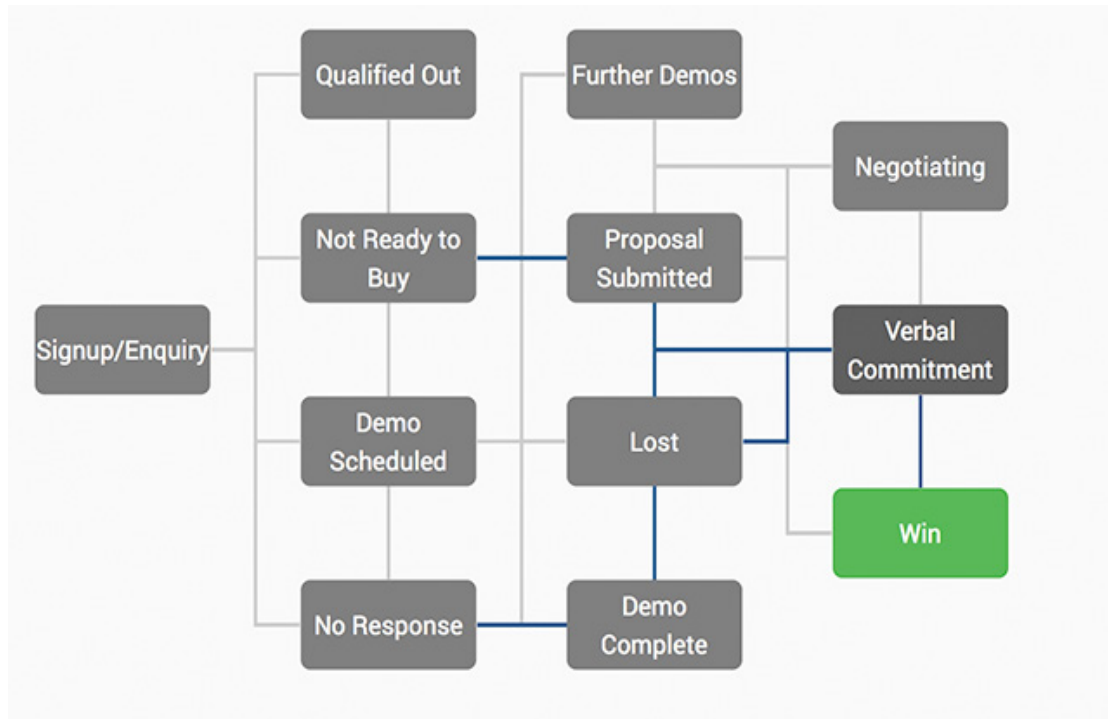 Qualified Out
Further Demos
Negotiating
Not Ready to
Buy
Proposal
Submitted
Signup/Enquiry
Verbal
Commitment
Demo
Scheduled
Lost
Win
No Response
Demo
Complete